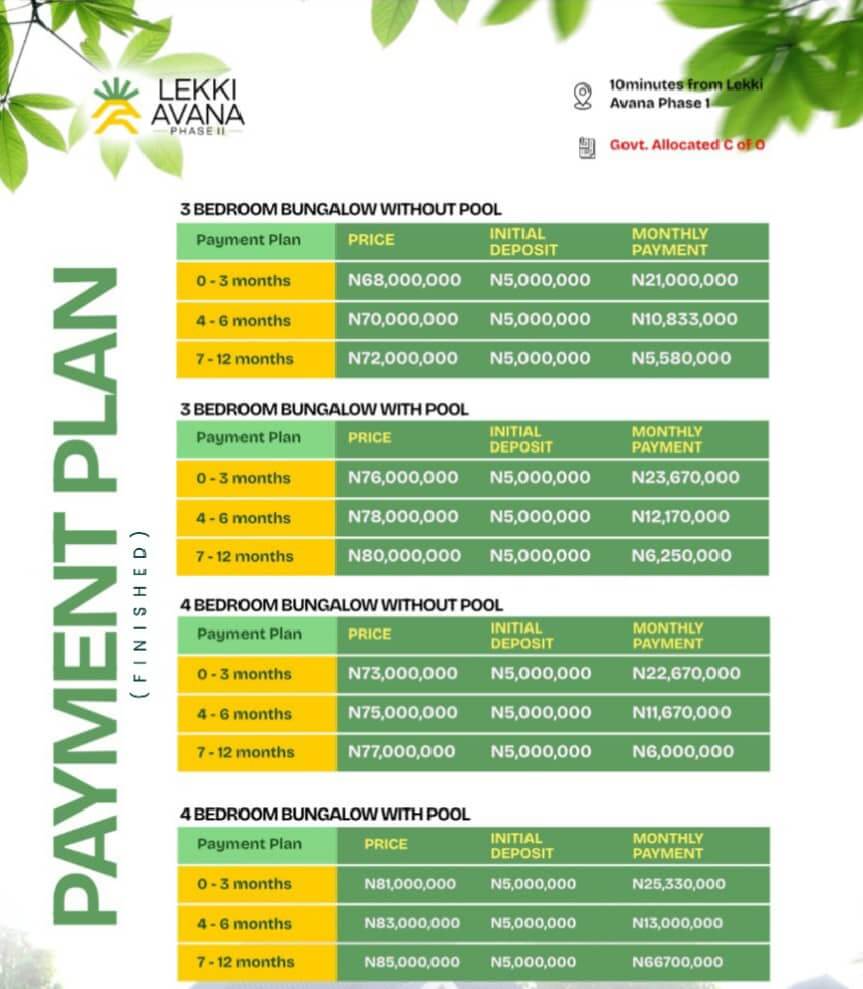 LEKKI
AVANA
PHASE II
10minutes from Lekki
Avana Phase 1
Govt. Allocated C of O
PAYMENT PLAN
(FINISHED)
3 BEDROOM BUNGALOW WITHOUT POOL
Payment Plan PRICE INITIAL DEPOSIT MONTHLY PAYMENT
0 - 3 months N68,000,000 N5,000,000 N21,000,000
4 - 6 months N70,000,000 N5,000,000 N10,833,000
7 - 12 months N72,000,000 N5,000,000 N5,580,000
3 BEDROOM BUNGALOW WITH POOL
Payment Plan PRICE INITIAL DEPOSIT MONTHLY PAYMENT
0 - 3 months N76,000,000 N5,000,000 N23,670,000
4 - 6 months N78,000,000 N5,000,000 N12,170,000
7 - 12 months N80,000,000 N5,000,000 N6,250,000
4 BEDROOM BUNGALOW WITHOUT POOL
Payment Plan PRICE INITIAL DEPOSIT MONTHLY PAYMENT
0 - 3 months N73,000,000 N5,000,000 N22,670,000
4 - 6 months N75,000,000 N5,000,000 N11,670,000
7 - 12 months N77,000,000 N5,000,000 N6,000,000
4 BEDROOM BUNGALOW WITH POOL
Payment Plan PRICE INITIAL DEPOSIT MONTHLY PAYMENT
0 - 3 months N81,000,000 N5,000,000 N25,330,000
4 - 6 months N83,000,000 N5,000,000 N13,000,000
7 - 12 months N85,000,000 N5,000,000 N66700,000